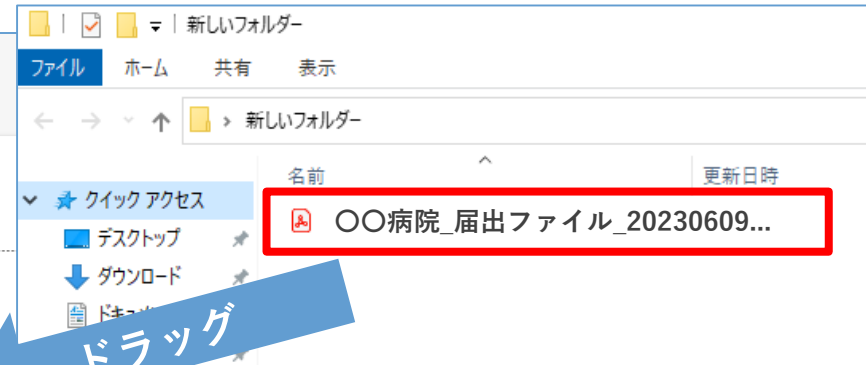 新しいフォルダー
ファイル ホーム 共有 表示
新しいフォルダー
名前 更新日時
クイック アクセス
〇〇病院_届出ファイル_20230609...
デスクトップ
ダウンロード
ドラッグ